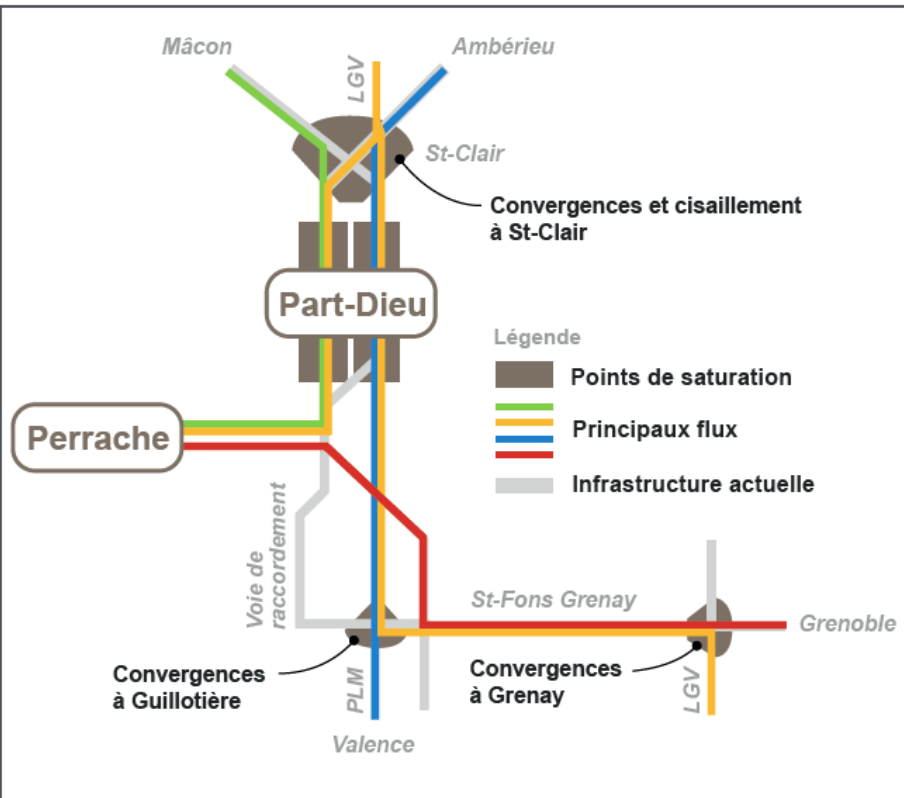 Mâcon
LGV
Ambérieu
St-Clair
Convergences et cisaillement
à St-Clair
Part-Dieu
Légende
Points de saturation
Principaux flux
Infrastructure actuelle
Perrache
Voie de
raccordement
St-Fons Grenay
Grenoble
Convergences
à Guillotière
PLM
Convergences
à Grenay
LGV
Valence